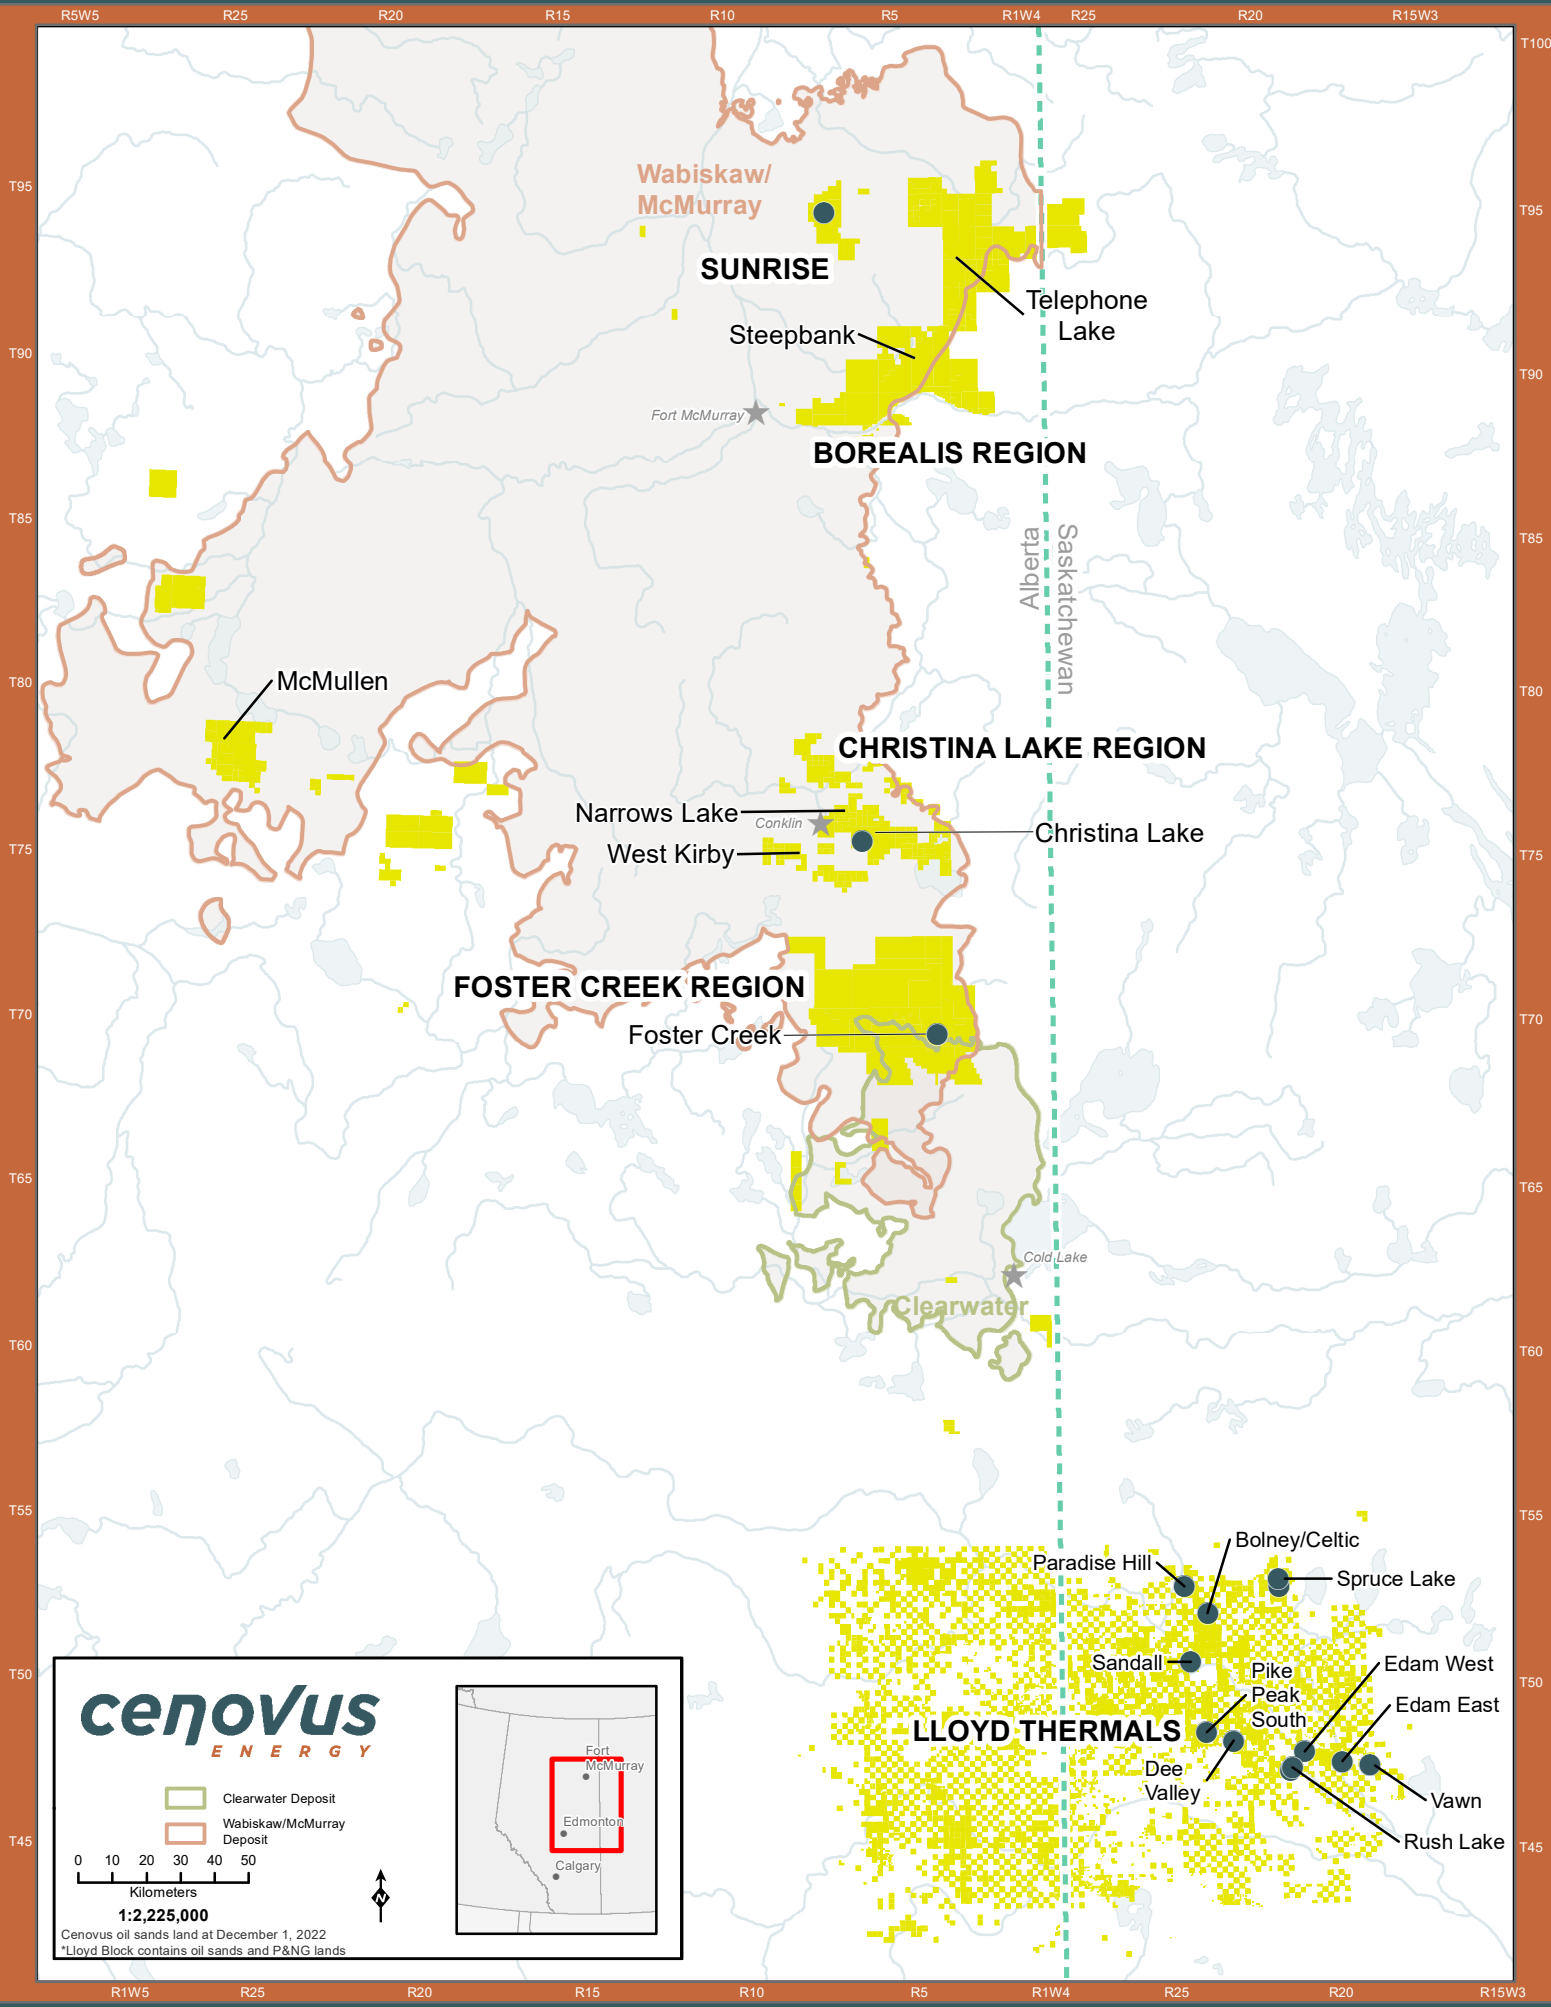 R5W5 R25 R20 R15 R10 R5 R1W4 R25 R20 R15W3
T100
T95
T95
T90
T90
T85
T85
T80
T80
T75
T75
T70
T70
T65
T65
T60
T60
T55
T55
T50
T50
T45
T45
Wabiskaw/
McMurray
SUNRISE
Telephone
Lake
Steepbank
Fort McMurray
BOREALIS REGION
Alberta
Saskatchewan
McMullen
CHRISTINA LAKE REGION
Narrows Lake
Conklin
Christina Lake
West Kirby
FOSTER CREEK REGION
Foster Creek
Cold Lake
Clearwater
Bolney/Celtic
Paradise Hill
Spruce Lake
Sandall
Pike
Peak
South
Edam West
Edam East
LLOYD THERMALS
Dee
Valley
Vawn
Rush Lake
cenovus
ENERGY
Clearwater Deposit
Wabiskaw/McMurray
Deposit
0 10 20 30 40 50
Kilometers
1:2,225,000
N
Cenovus oil sands land at December 1, 2022
*Lloyd Block contains oil sands and P&NG lands
Fort
McMurray
Edmonton
Calgary
R1W5 R25 R20 R15 R10 R5 R1W4 R25 R20 R15W3